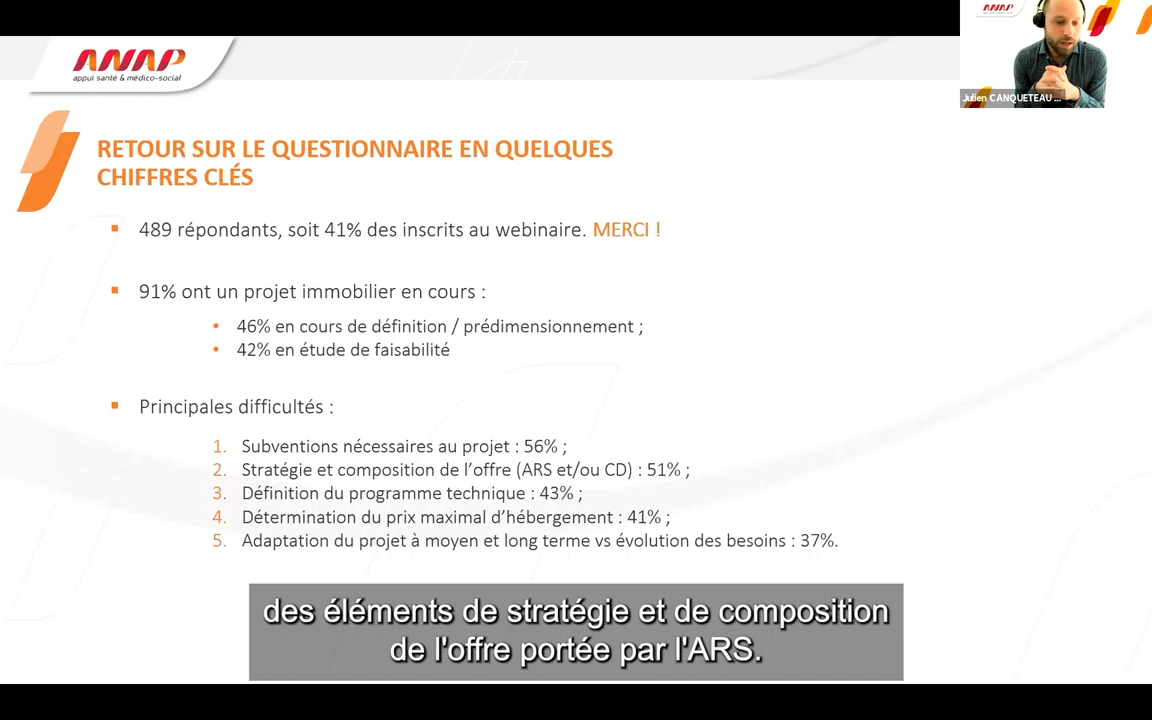 ANAP
appui santé & médico-social
ANAP
Julien CANQUETEAU ...
RETOUR SUR LE QUESTIONNAIRE EN QUELQUES
CHIFFRES CLÉS
▪ 489 répondants, soit 41% des inscrits au webinaire. MERCI !
▪ 91% ont un projet immobilier en cours :
• 46% en cours de définition / prédimensionnement ;
• 42% en étude de faisabilité
▪ Principales difficultés :
1. Subventions nécessaires au projet : 56% ;
2. Stratégie et composition de l’offre (ARS et/ou CD) : 51% ;
3. Définition du programme technique : 43% ;
4. Détermination du prix maximal d’hébergement : 41% ;
5. Adaptation du projet à moyen et long terme vs évolution des besoins : 37%.
des éléments de stratégie et de composition
de l'offre portée par l'ARS.